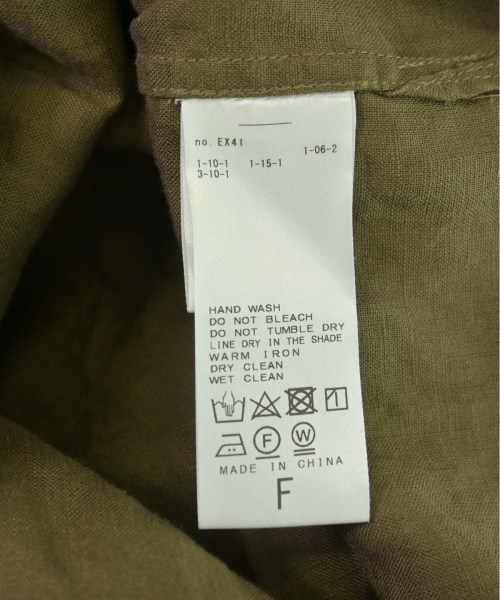 no. EX41
1-06-2
1-10-1 1-15-1
3-10-1
HAND WASH
DO NOT BLEACH
DO NOT TUMBLE DRY
LINE DRY IN THE SHADE
WARM IRON
DRY CLEAN
WET CLEAN
F W
MADE IN CHINA
F